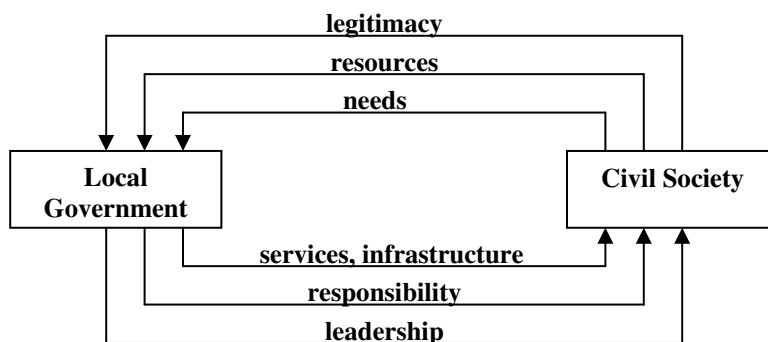 legitimacy
resources
needs
Local
Government
Civil Society
services, infrastructure
responsibility
leadership